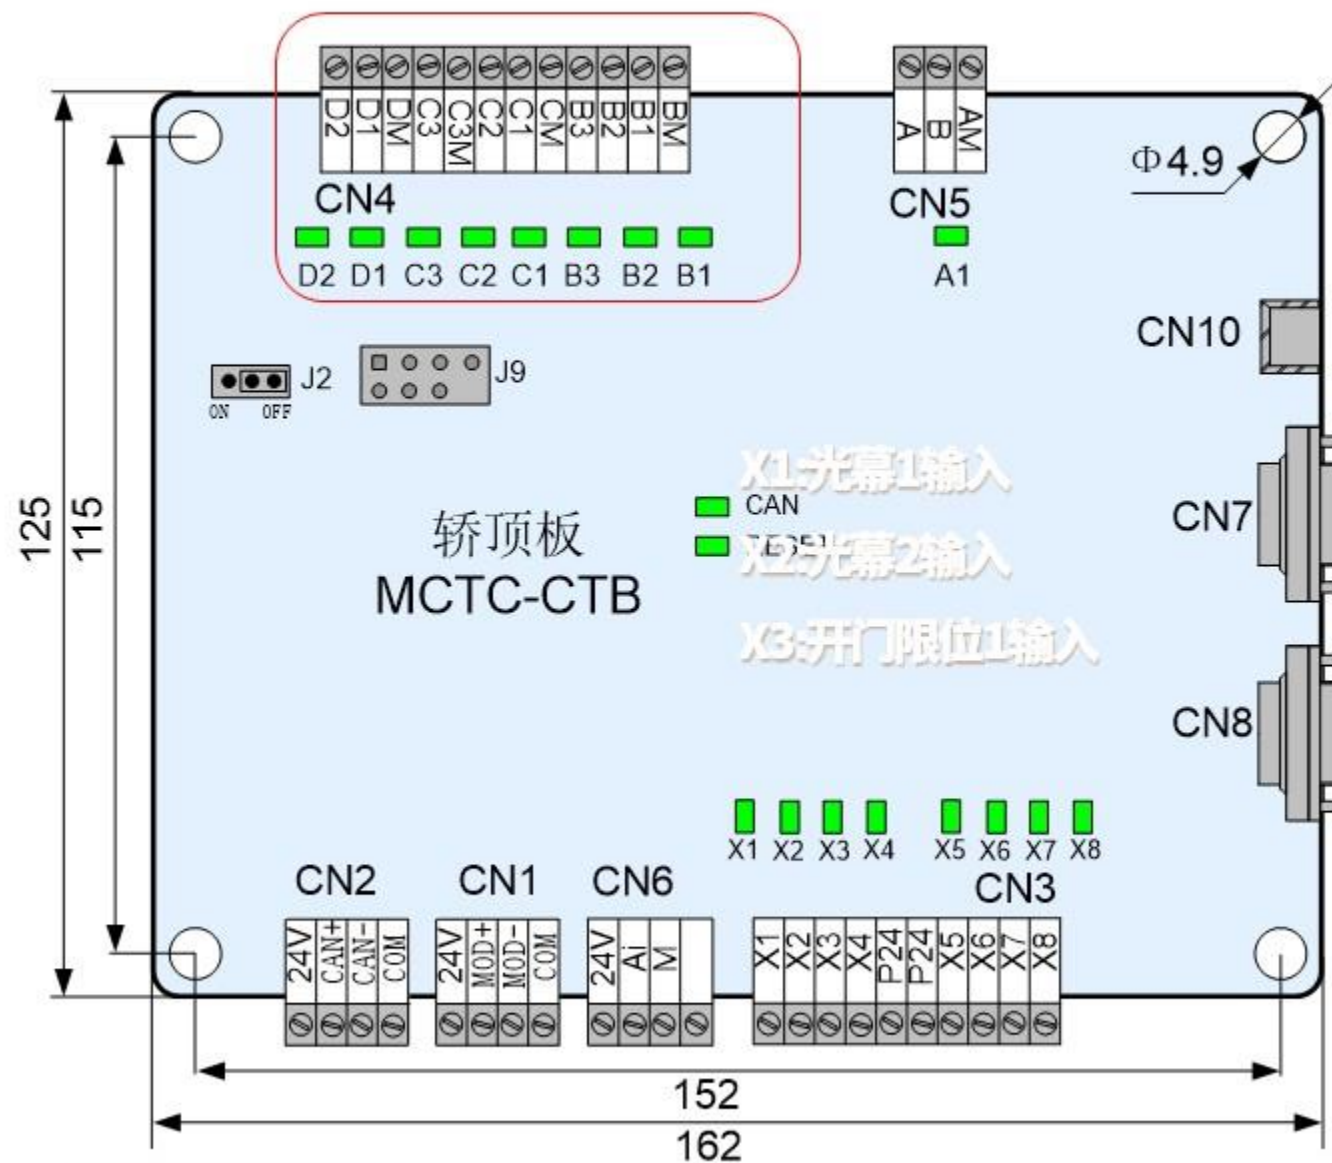 D2 D1 DM C3 C3M C2 C1 CM B3 B2 B1 BM
A B AM
CN4
CN5
Φ4.9
D2 D1 C3 C2 C1 B3 B2 B1
A1
CN10
J2
ON OFF
J9
X1:光幕1输入
CAN
X2:光幕2输入
X3:开门限位1输入
轿顶板
MCTC-CTB
CN7
CN8
125
115
X1 X2 X3 X4 X5 X6 X7 X8
CN2 CN1 CN6 CN3
24V CAN+ CAN- COM
24V MOD+ MOD- COM
24V Ai M
X1 X2 X3 X4 P24 P24 X5 X6 X7 X8
152
162